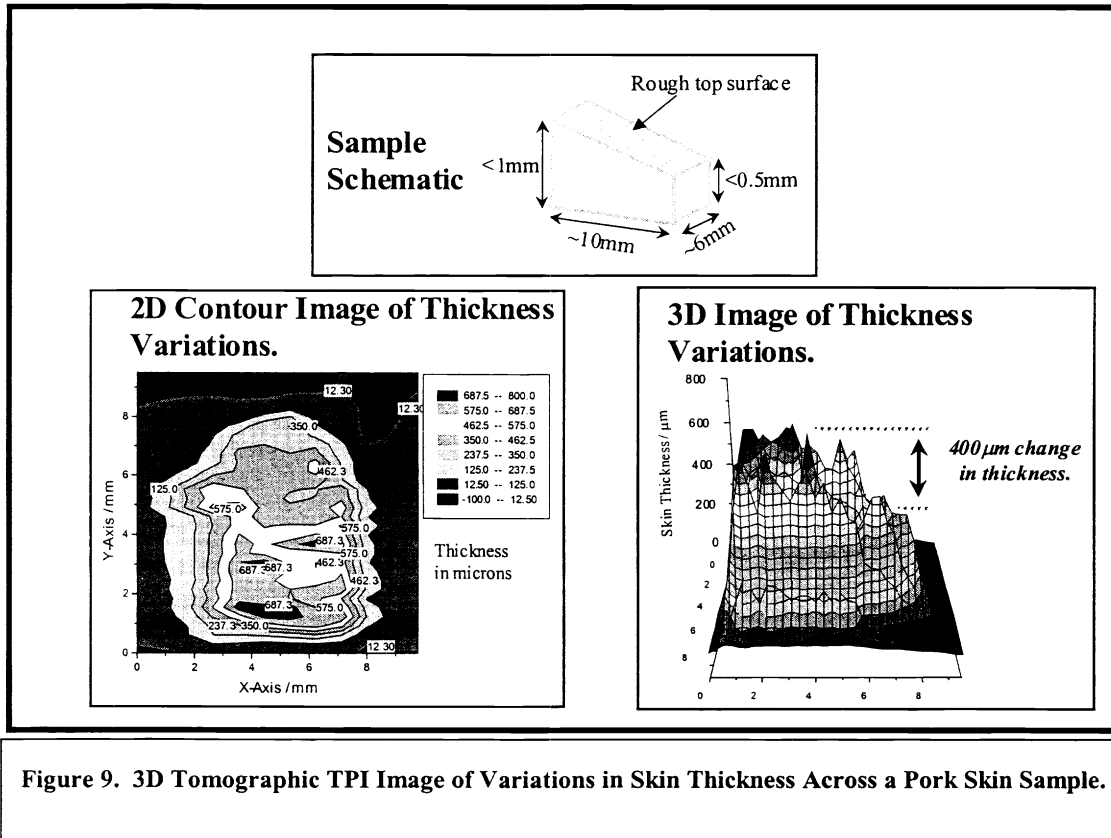 Rough top surface
Sample
Schematic
<1mm
<0.5mm
~10mm
~6mm
2D Contour Image of Thickness
Variations.
12.30
12.30
8
350.0
687.5 -- 800.0
575.0 -- 687.5
462.5 -- 575.0
350.0 -- 462.5
237.5 -- 350.0
125.0 -- 237.5
12.50 -- 125.0
-100.0 -- 12.50
6
462.3
125.0
575.0
575.0
Y-Axis /mm
4
687.3
575.0
687.3
687.3
462.3
462.3
Thickness
in microns
2
687.3
575.0
237.3
350.0
12.30
0
0
2
4
6
8
X-Axis /mm
3D Image of Thickness
Variations.
800
600
400
200
0
Skin Thickness / µm
400µm change
in thickness.
0
2
4
6
8
0
2
4
6
8
Figure 9. 3D Tomographic TPI Image of Variations in Skin Thickness Across a Pork Skin Sample.